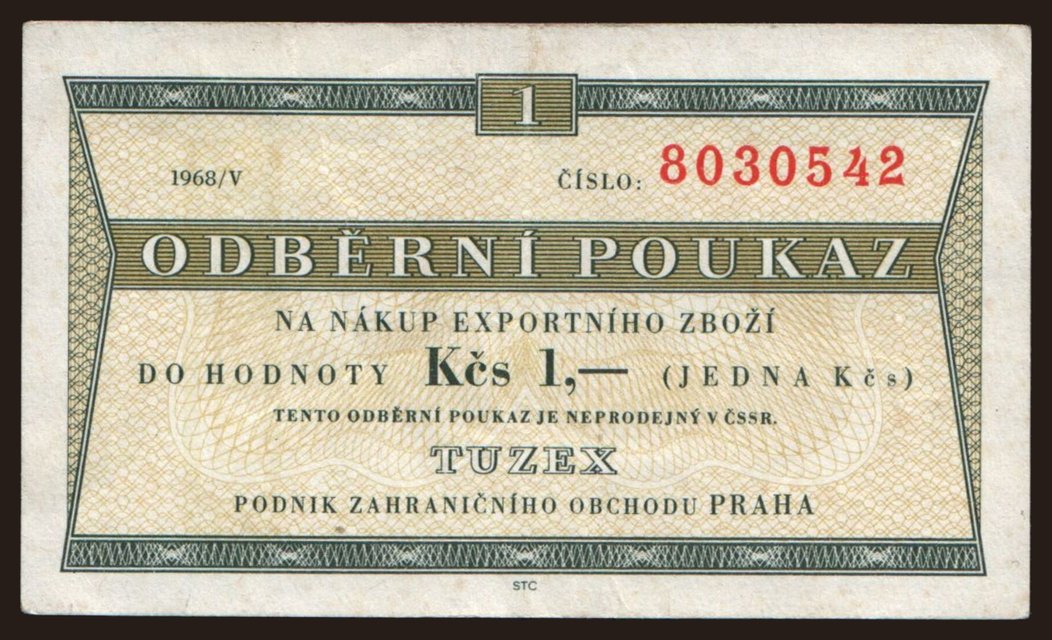 1
1968/V
ČÍSLO: 8030542
ODBĚRNÍ POUKAZ
NA NÁKUP EXPORTNÍHO ZBOŽÍ
DO HODNOTY Kčs 1,— (JEDNA Kčs)
TENTO ODBĚRNÍ POUKAZ JE NEPRODEJNÝ V ČSSR.
TUZEX
PODNIK ZAHRANIČNÍHO OBCHODU PRAHA
STC